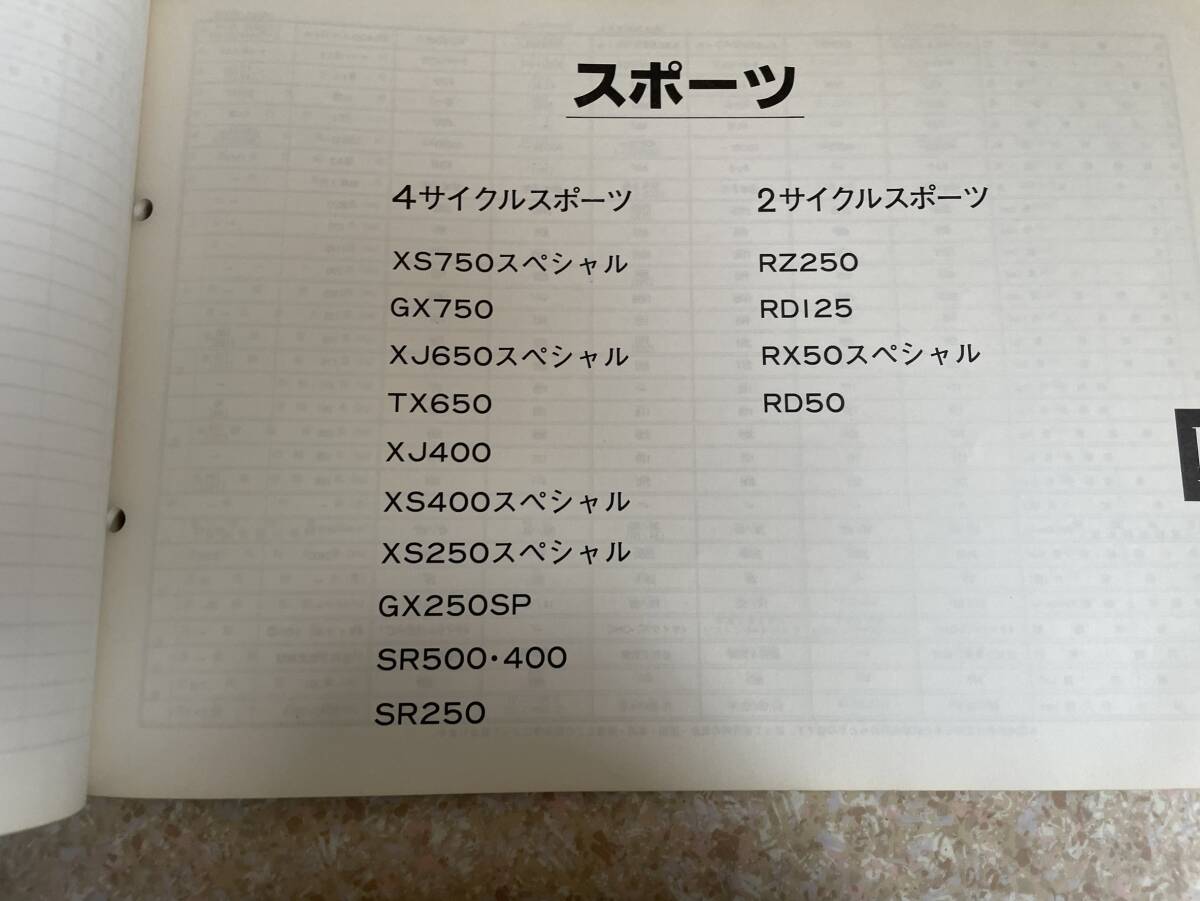 スポーツ
4サイクルスポーツ
XS750スペシャル
GX750
XJ650スペシャル
TX650
XJ400
XS400スペシャル
XS250スペシャル
GX250SP
SR500・400
SR250
2サイクルスポーツ
RZ250
RD125
RX50スペシャル
RD50